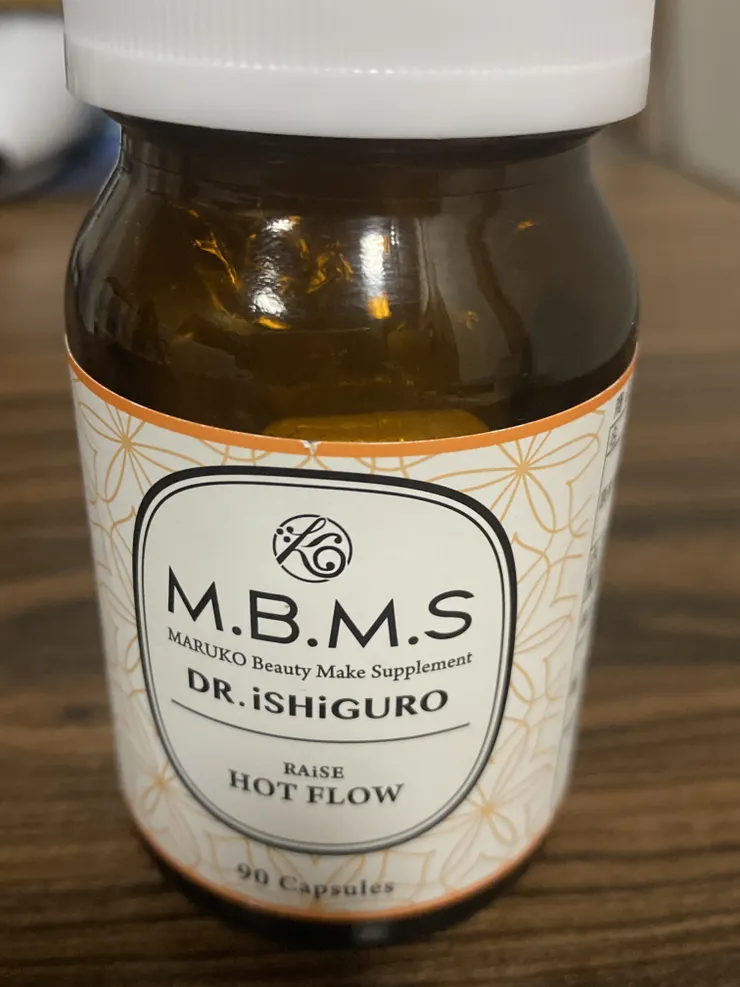 M.B.M.S
MARUKO Beauty Make Supplement
DR.iSHiGURO
RAiSE
HOT FLOW
90 Capsules